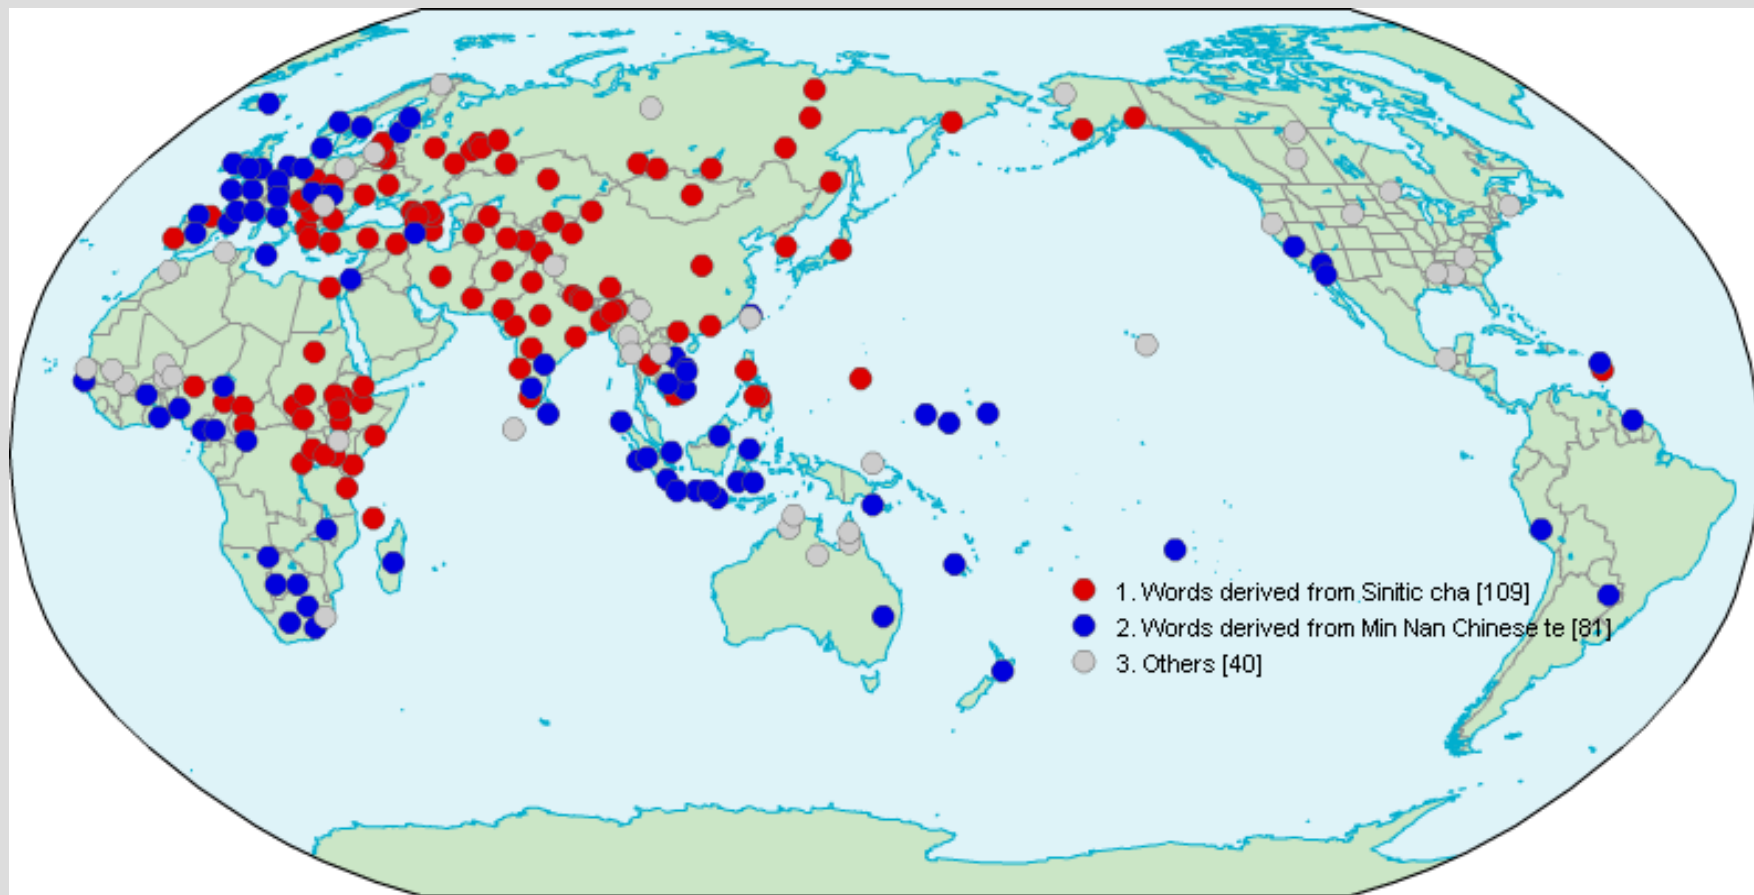 1. Words derived from Sinitic cha [109]
2. Words derived from Min Nan Chinese te [81]
3. Others [40]